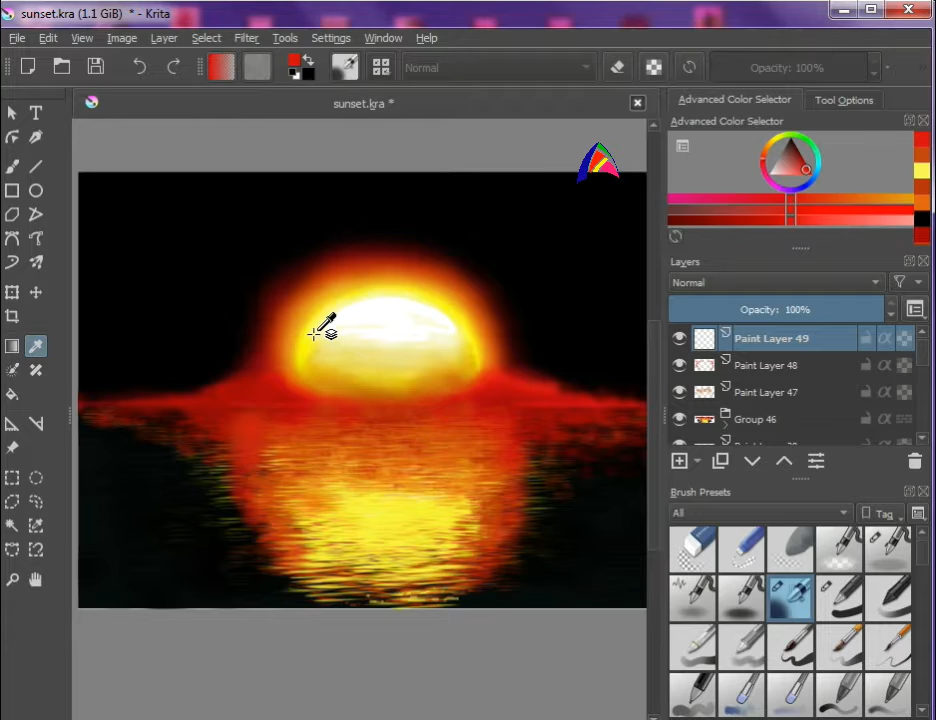 sunset.kra (1.1 GiB) * - Krita
File Edit View Image Layer Select Filter Tools Settings Window Help
Normal
Opacity: 100%
sunset.kra *
Advanced Color Selector
Tool Options
Advanced Color Selector
Layers
Normal
Opacity: 100%
Paint Layer 49
Paint Layer 48
Paint Layer 47
Group 46
Brush Presets
All
Tag